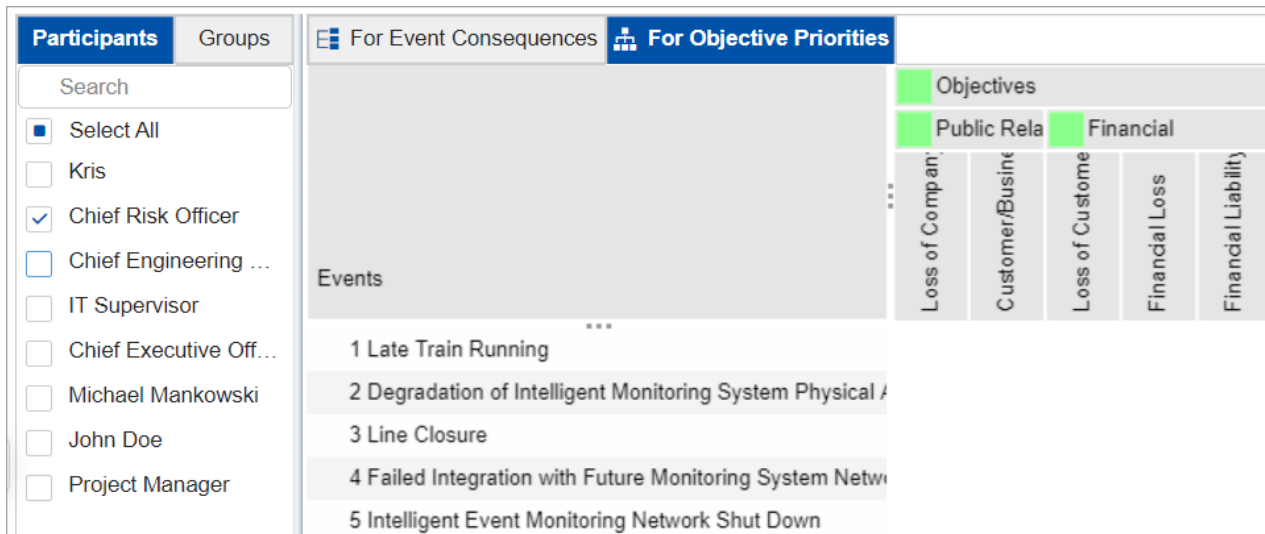 Participants Groups
Search
Select All
Kris
Chief Risk Officer
Chief Engineering ...
IT Supervisor
Chief Executive Off...
Michael Mankowski
John Doe
Project Manager
For Event Consequences For Objective Priorities
Objectives
Public Rela Financial
Loss of Company
Customer/Busine
Loss of Custome
Financial Loss
Financial Liability
Events
1 Late Train Running
2 Degradation of Intelligent Monitoring System Physical
3 Line Closure
4 Failed Integration with Future Monitoring System Netw
5 Intelligent Event Monitoring Network Shut Down